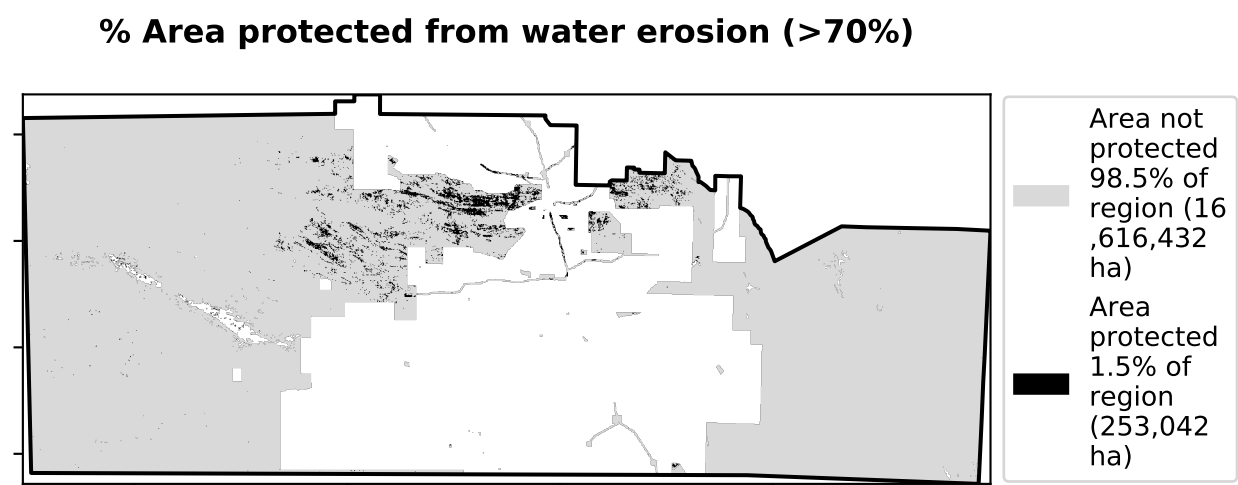 % Area protected from water erosion (>70%)
Area not
protected
98.5% of
region (16
,616,432
ha)
Area
protected
1.5% of
region
(253,042
ha)